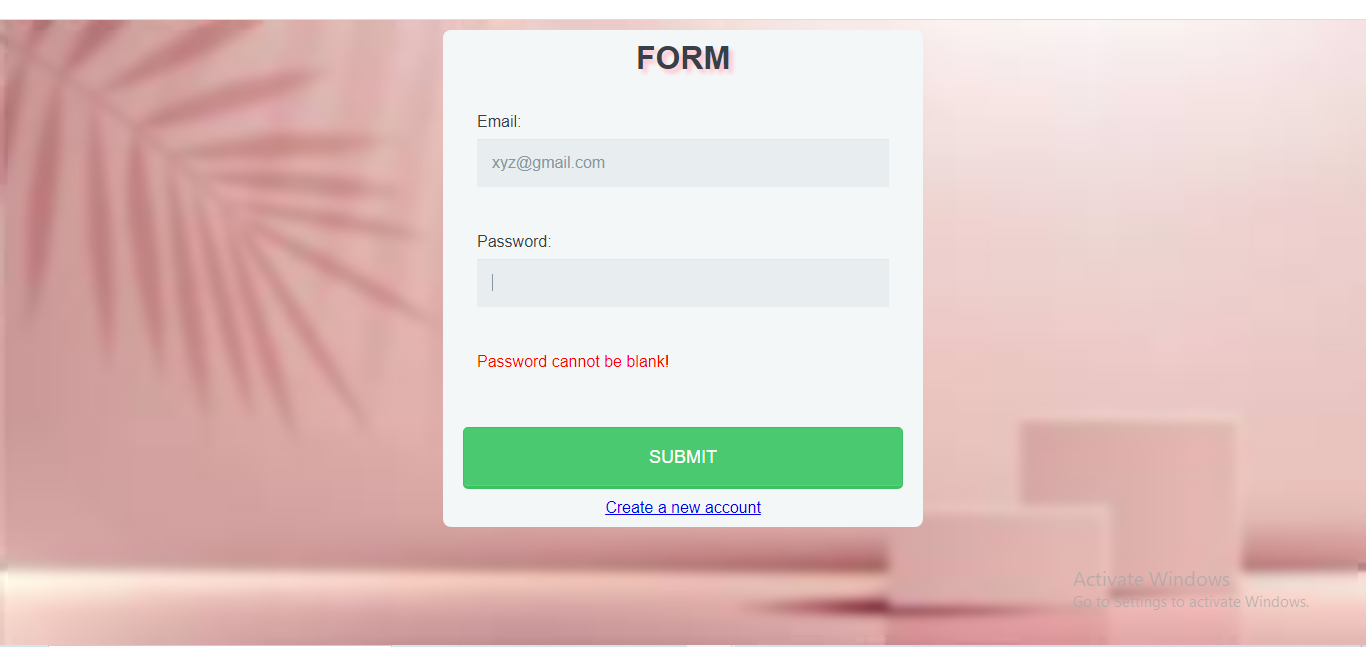 FORM
Email:
xyz@gmail.com
Password:
Password cannot be blank!
SUBMIT
Create a new account
Activate Windows
Go to Settings to activate Windows.